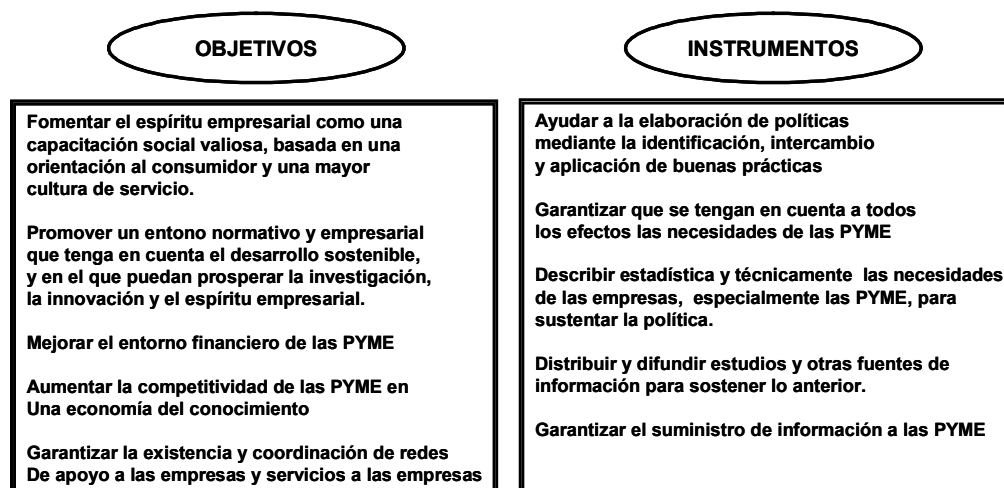 OBJETIVOS
Fomentar el espíritu empresarial como una
capacitación social valiosa, basada en una
orientación al consumidor y una mayor
cultura de servicio.
Promover un entono normativo y empresarial
que tenga en cuenta el desarrollo sostenible,
y en el que puedan prosperar la investigación,
la innovación y el espíritu empresarial.
Mejorar el entorno financiero de las PYME
Aumentar la competitividad de las PYME en
Una economía del conocimiento
Garantizar la existencia y coordinación de redes
De apoyo a las empresas y servicios a las empresas
INSTRUMENTOS
Ayudar a la elaboración de políticas
mediante la identificación, intercambio
y aplicación de buenas prácticas
Garantizar que se tengan en cuenta a todos
los efectos las necesidades de las PYME
Describir estadística y técnicamente las necesidades
de las empresas, especialmente las PYME, para
sustentar la política.
Distribuir y difundir estudios y otras fuentes de
información para sostener lo anterior.
Garantizar el suministro de información a las PYME